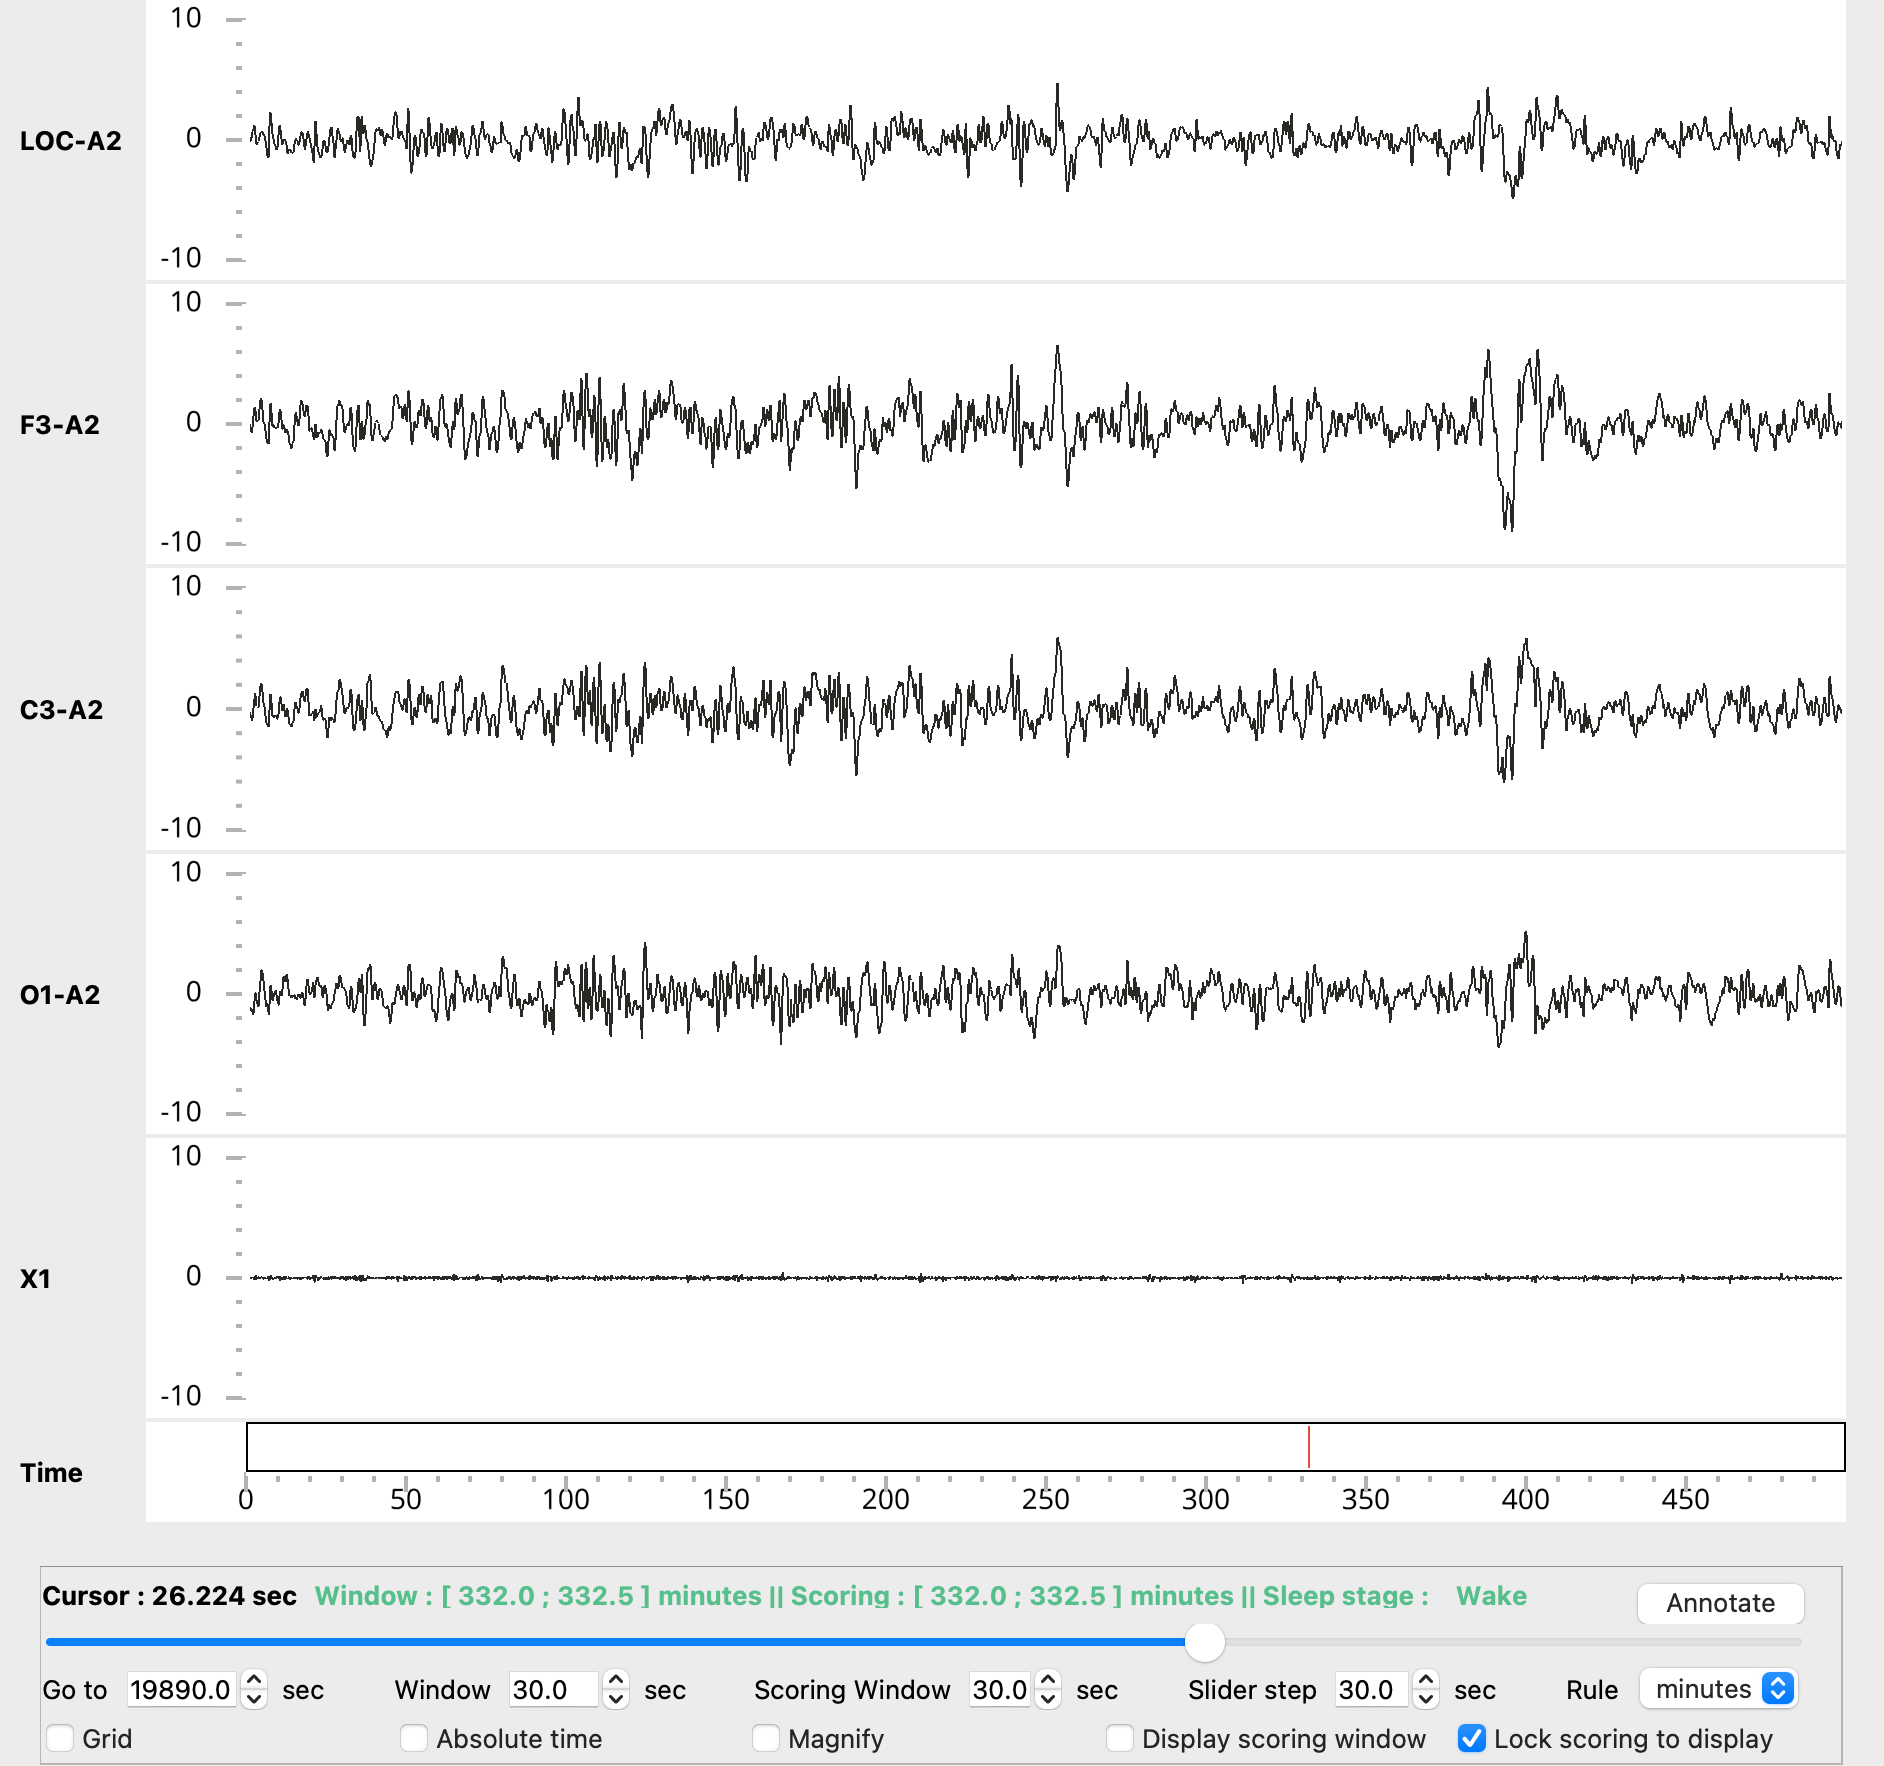 10
LOC-A2
0
-10
10
F3-A2
0
-10
10
C3-A2
0
-10
10
O1-A2
0
-10
10
X1
0
-10
Time
0 50 100 150 200 250 300 350 400 450
Cursor : 26.224 sec Window : [ 332.0 ; 332.5 ] minutes || Scoring : [ 332.0 ; 332.5 ] minutes || Sleep stage : Wake Annotate
Go to 19890.0 sec Window 30.0 sec Scoring Window 30.0 sec Slider step 30.0 sec Rule minutes
Grid Absolute time Magnify Display scoring window Lock scoring to display